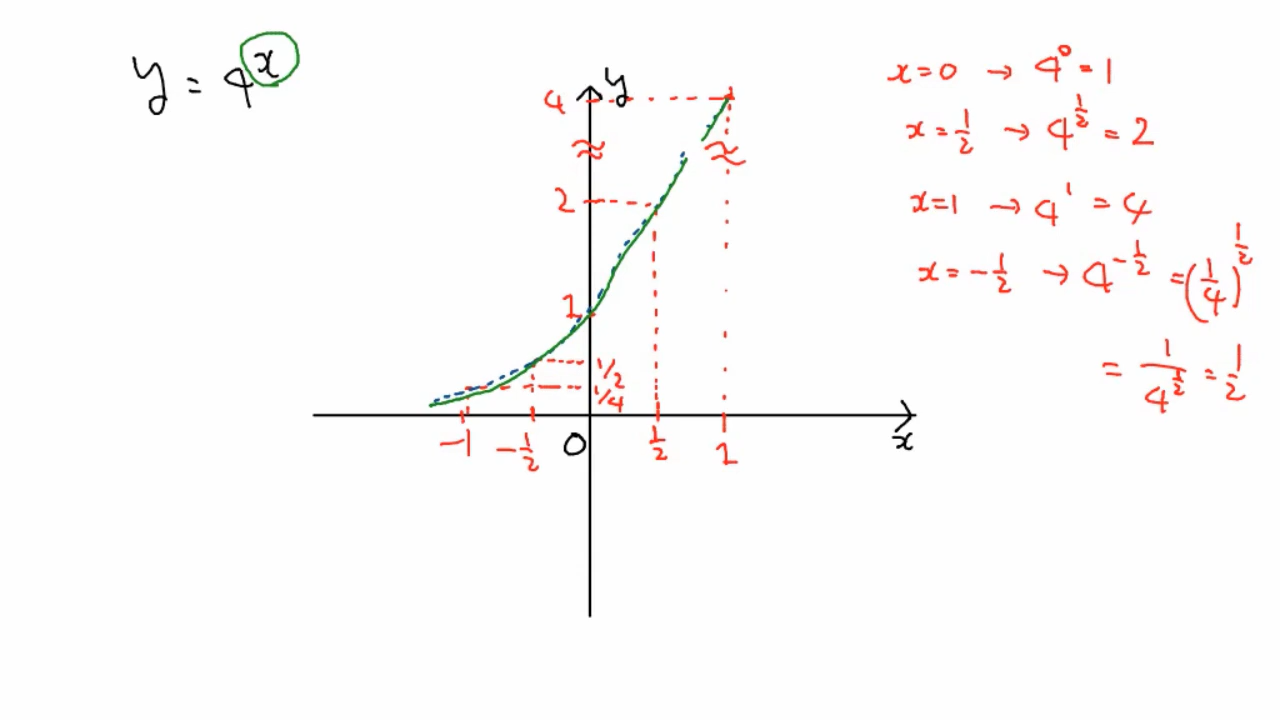 y = 4^x
x=0 → 4^0 = 1
x = 1/2 → 4^(1/2) = 2
x=1 → 4^1 = 4
x = -1/2 → 4^(-1/2) = (1/4)^(1/2)
= 1/4^(1/2) = 1/2
y
4
≈ ≈
2
1
1/2
1/4
-1 -1/2 0 1/2 1 x